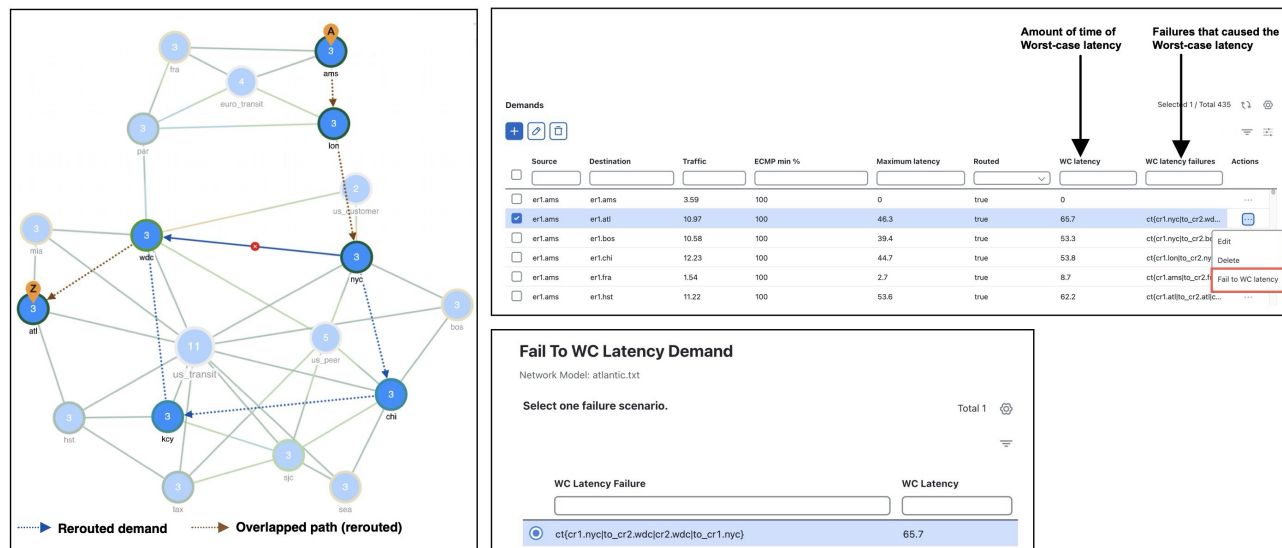 A
3
fra
3
ams
4
euro_transit
3
par
3
lon
2
us_customer
3
mia
3
wdc
3
nyc
Z
3
atl
3
bos
11
us_transit
5
us_peer
3
hst
3
kcy
3
chi
3
sjc
3
lax
3
sea
Rerouted demand
Overlapped path (rerouted)
Amount of time of
Worst-case latency
Failures that caused the
Worst-case latency
Demands
Selected 1 / Total 435
Source Destination Traffic ECMP min % Maximum latency Routed WC latency WC latency failures Actions
er1.ams er1.ams 3.59 100 0 true 0 ...
er1.ams er1.atl 10.97 100 46.3 true 65.7 ct{cr1.nyc|to_cr2.wd... ...
er1.ams er1.bos 10.58 100 39.4 true 53.3 ct{cr1.nyc|to_cr2.bo
er1.ams er1.chi 12.23 100 44.7 true 53.8 ct{cr1.lon|to_cr2.ny
er1.ams er1.fra 1.54 100 2.7 true 8.7 ct{cr1.ams|to_cr2.f
er1.ams er1.hst 11.22 100 53.6 true 62.2 ct{cr1.atl|to_cr2.atl|c... ...
Edit
Delete
Fail to WC latency
Fail To WC Latency Demand
Network Model: atlantic.txt
Select one failure scenario.
Total 1
WC Latency Failure WC Latency
ct{cr1.nyc|to_cr2.wdc|cr2.wdc|to_cr1.nyc} 65.7